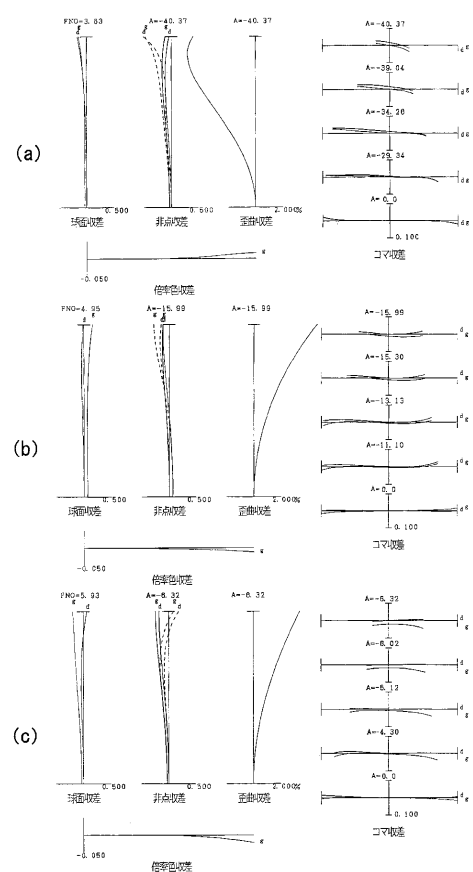 (a)
FNO=3.63
g
d
0.500
球面収差
A=-40.37
d g
g d
0.500
非点収差
A=-40.37
2.000%
歪曲収差
-0.050
g
倍率色収差
A=-40.37
d g
A=-39.04
d g
A=-34.26
d g
A=-29.34
d g
A=0.0
d g
0.100
コマ収差
(b)
FNO=4.95
d g
0.500
球面収差
A=-15.99
g g
d d
0.500
非点収差
A=-15.99
2.000%
歪曲収差
-0.050
g
倍率色収差
A=-15.99
d g
A=-15.30
d g
A=-13.13
d g
A=-11.10
d g
A=0.0
d g
0.100
コマ収差
(c)
FNO=5.93
g d
0.500
球面収差
A=-6.32
g g
d d
0.500
非点収差
A=-6.32
2.000%
歪曲収差
-0.050
g
倍率色収差
A=-6.32
d
g
A=-6.02
d
g
A=-5.12
d
g
A=-4.30
d
g
A=0.0
d g
0.100
コマ収差